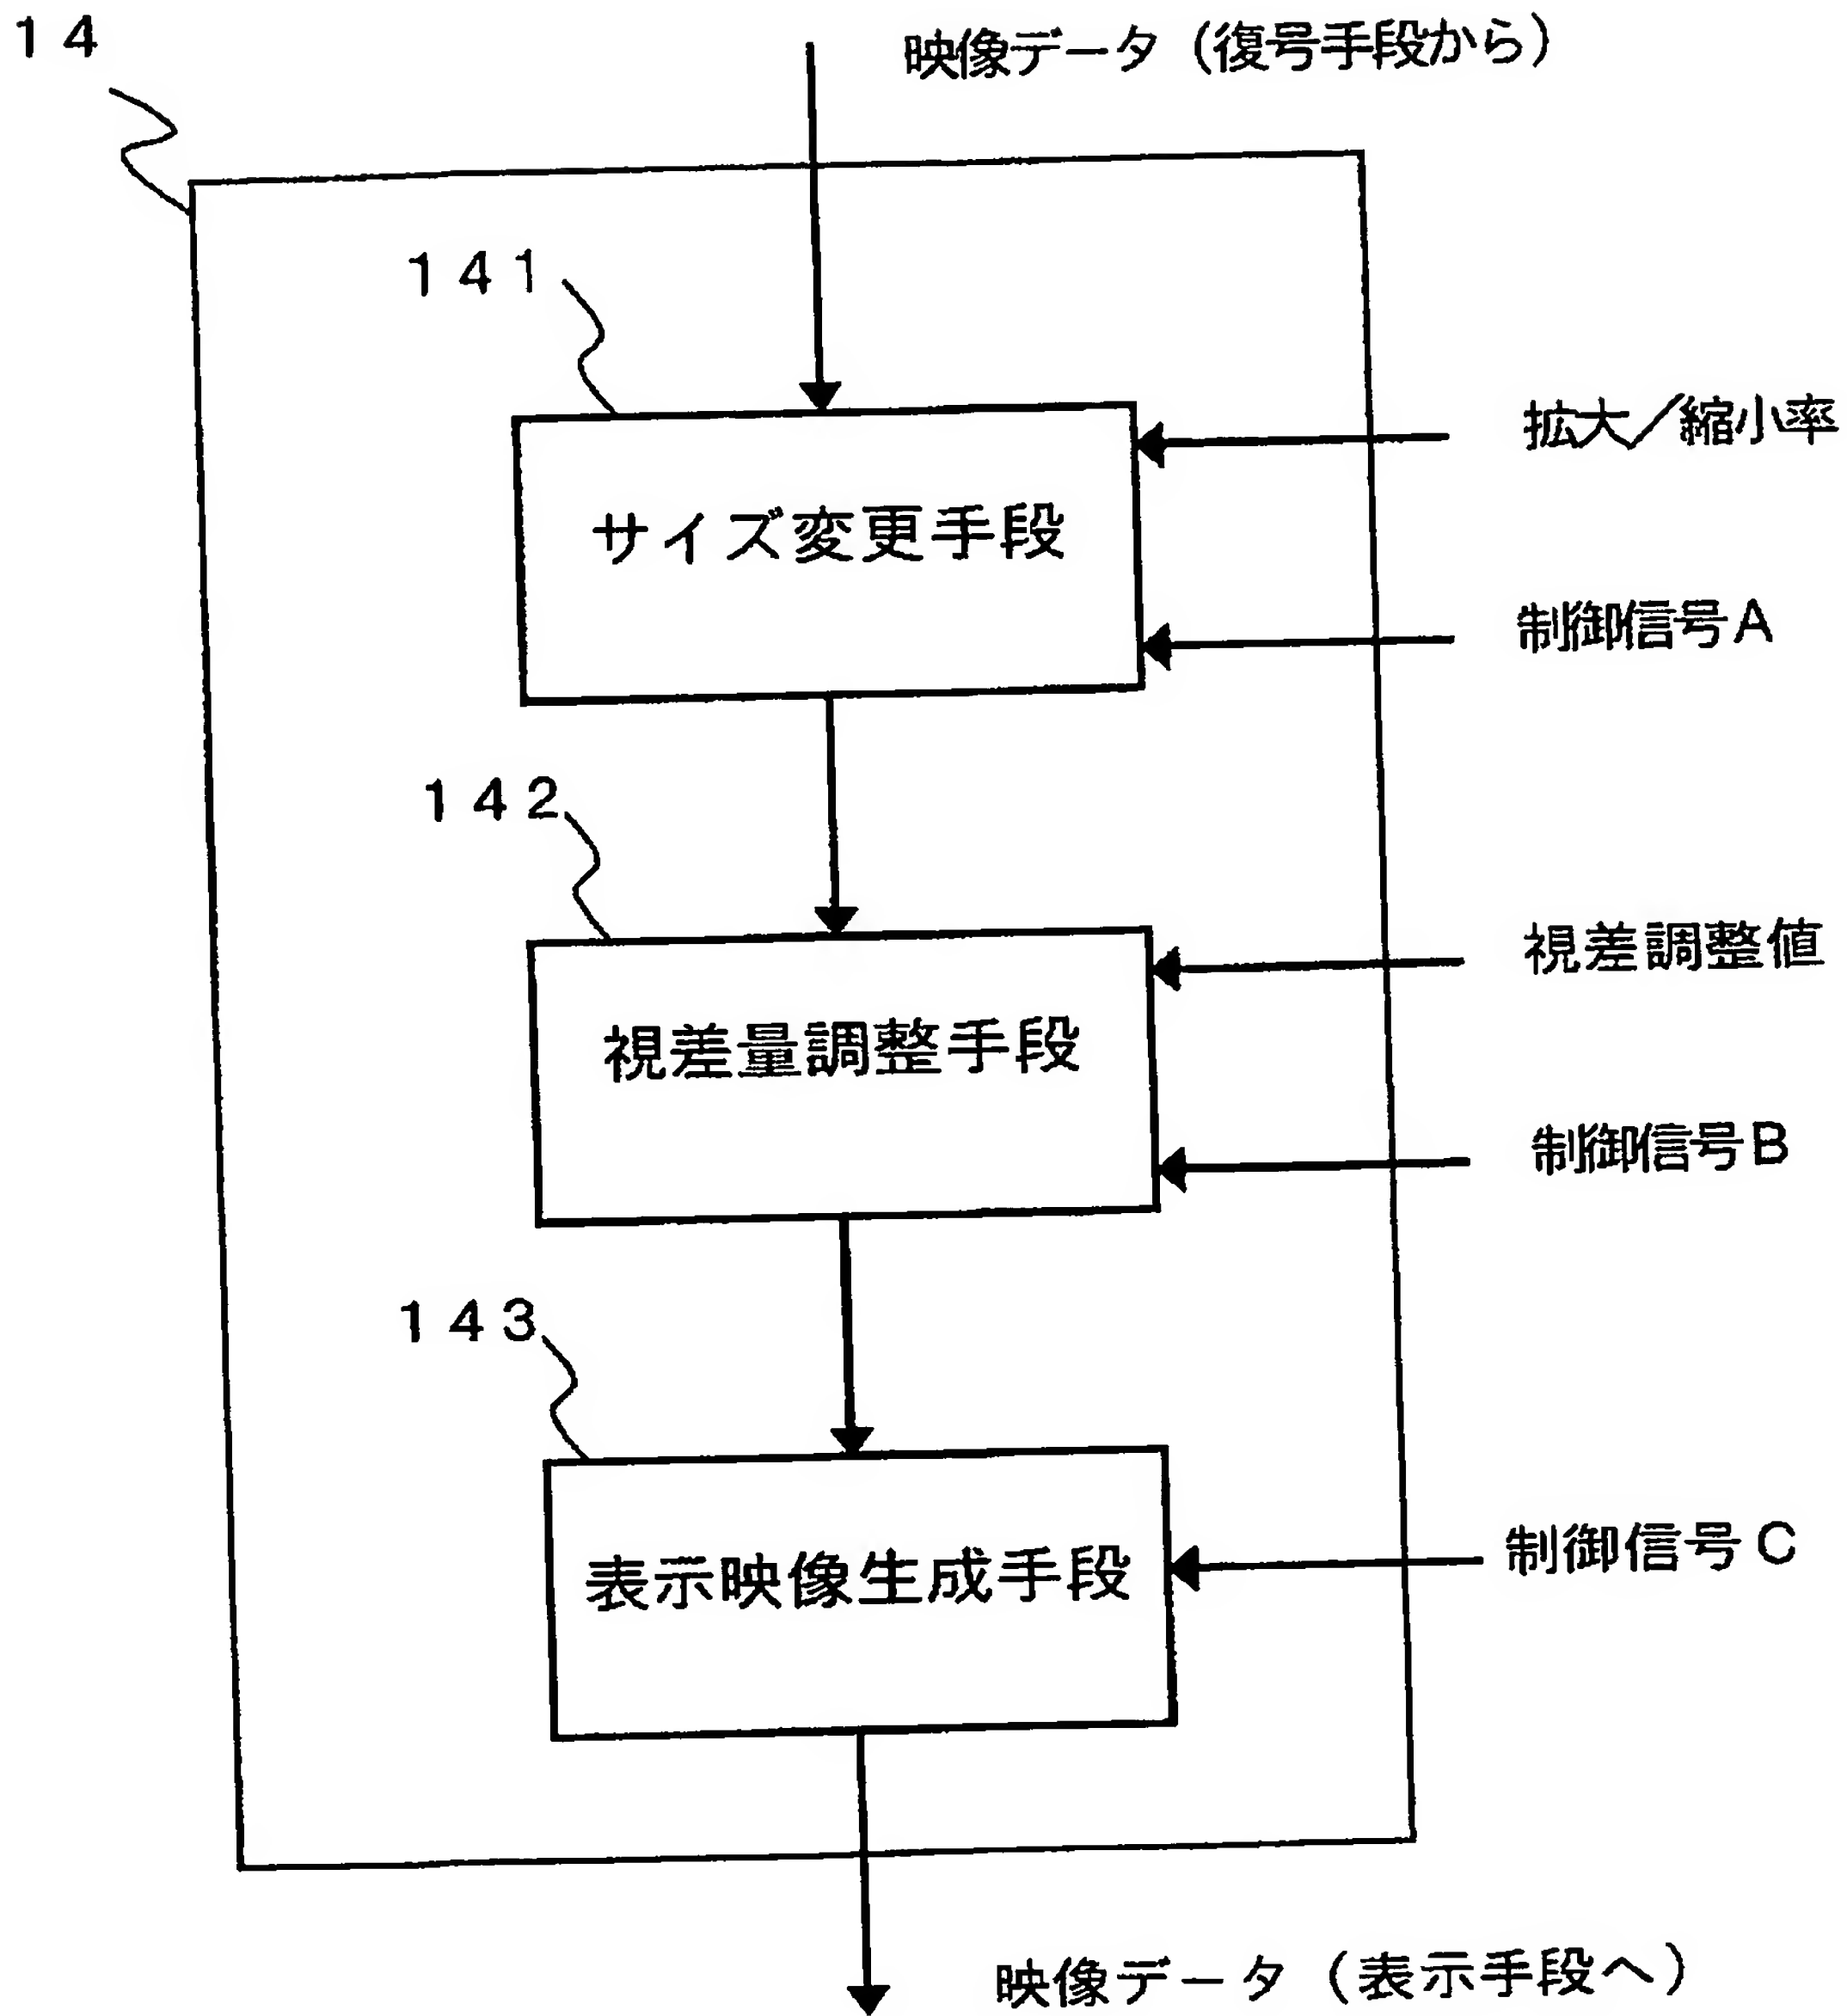 14
映像データ（復号手段から）
141
拡大／縮小率
サイズ変更手段
制御信号A
142
視差調整値
視差量調整手段
制御信号B
143
制御信号C
表示映像生成手段
映像データ（表示手段へ）